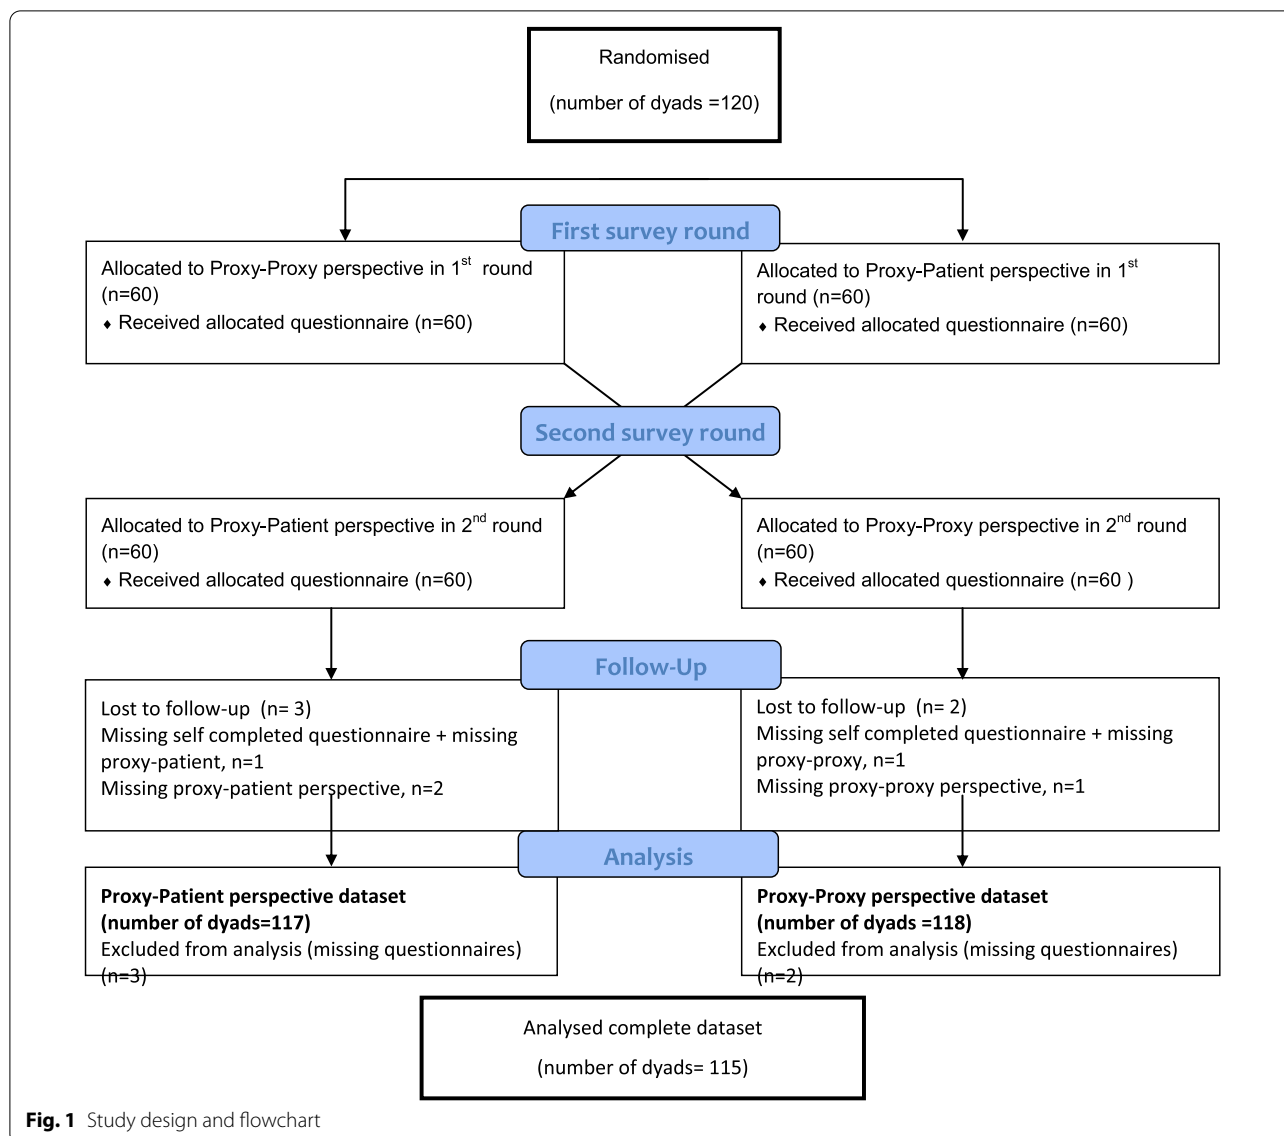 Randomised
(number of dyads =120)
First survey round
Allocated to Proxy-Proxy perspective in 1st round
(n=60)
♦ Received allocated questionnaire (n=60)
Allocated to Proxy-Patient perspective in 1st
round (n=60)
♦ Received allocated questionnaire (n=60)
Second survey round
Allocated to Proxy-Patient perspective in 2nd round
(n=60)
♦ Received allocated questionnaire (n=60)
Allocated to Proxy-Proxy perspective in 2nd round
(n=60)
♦ Received allocated questionnaire (n=60 )
Follow-Up
Lost to follow-up (n= 3)
Missing self completed questionnaire + missing
proxy-patient, n=1
Missing proxy-patient perspective, n=2
Lost to follow-up (n= 2)
Missing self completed questionnaire + missing
proxy-proxy, n=1
Missing proxy-proxy perspective, n=1
Analysis
Proxy-Patient perspective dataset
(number of dyads=117)
Excluded from analysis (missing questionnaires)
(n=3)
Proxy-Proxy perspective dataset
(number of dyads =118)
Excluded from analysis (missing questionnaires)
(n=2)
Analysed complete dataset
(number of dyads= 115)
Fig. 1 Study design and flowchart